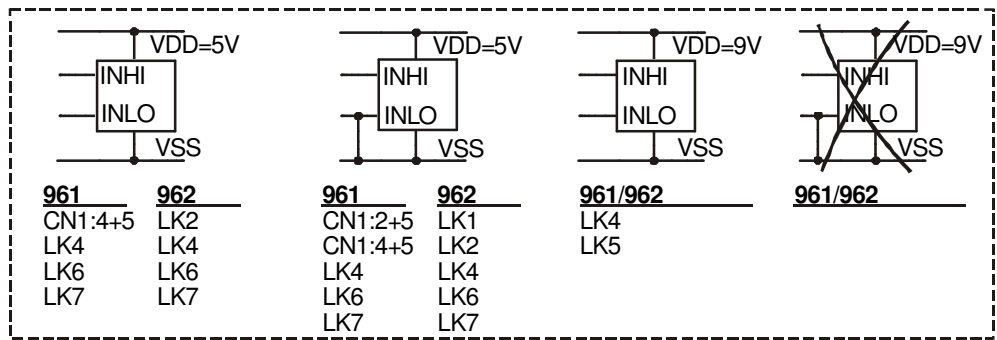 VDD=5V
INHI
INLO
VSS
961 962
CN1:4+5 LK2
LK4 LK4
LK6 LK6
LK7 LK7
VDD=5V
INHI
INLO
VSS
961 962
CN1:2+5 LK1
CN1:4+5 LK2
LK4 LK4
LK6 LK6
LK7 LK7
VDD=9V
INHI
INLO
VSS
961/962
LK4
LK5
VDD=9V
INHI
INLO
VSS
961/962